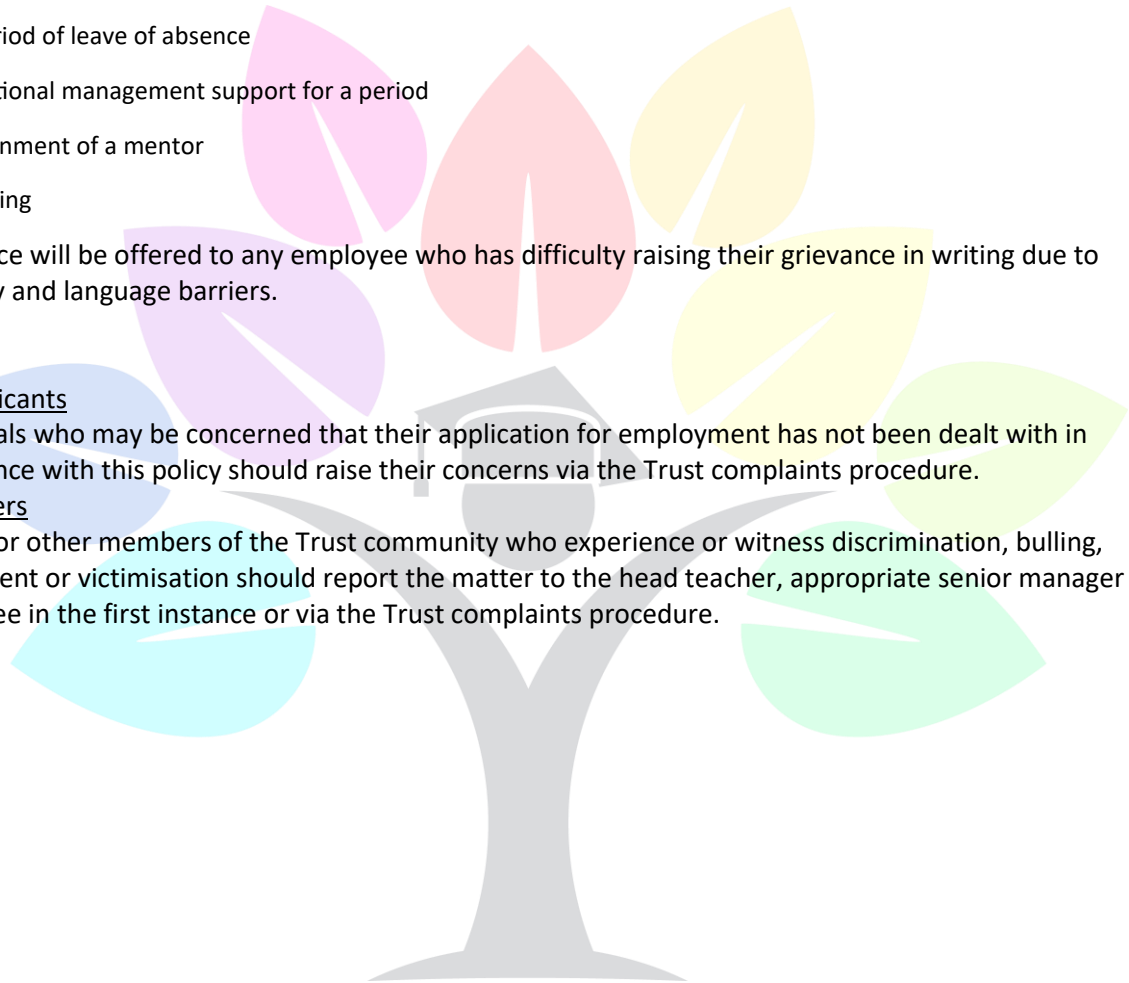 riod of leave of absence
tional management support for a period
nment of a mentor
ing
ce will be offered to any employee who has difficulty raising their grievance in writing due to
y and language barriers.
icants
als who may be concerned that their application for employment has not been dealt with in
nce with this policy should raise their concerns via the Trust complaints procedure.
ers
or other members of the Trust community who experience or witness discrimination, bulling,
ent or victimisation should report the matter to the head teacher, appropriate senior manager
ee in the first instance or via the Trust complaints procedure.